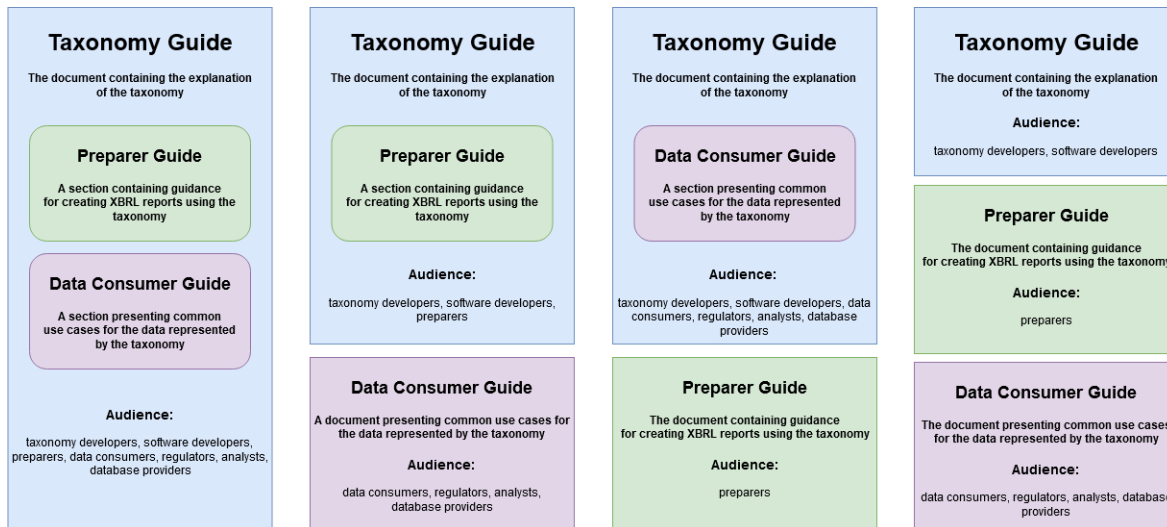 Taxonomy Guide
The document containing the explanation
of the taxonomy
Preparer Guide
A section containing guidance
for creating XBRL reports using the
taxonomy
Data Consumer Guide
A section presenting common
use cases for the data represented
by the taxonomy
Audience:
taxonomy developers, software developers,
preparers, data consumers, regulators, analysts,
database providers
Taxonomy Guide
The document containing the explanation
of the taxonomy
Preparer Guide
A section containing guidance
for creating XBRL reports using the
taxonomy
Audience:
taxonomy developers, software developers,
preparers
Data Consumer Guide
A document presenting common use cases for
the data represented by the taxonomy
Audience:
data consumers, regulators, analysts,
database providers
Taxonomy Guide
The document containing the explanation
of the taxonomy
Data Consumer Guide
A section presenting common
use cases for the data represented
by the taxonomy
Audience:
taxonomy developers, software developers, data
consumers, regulators, analysts, database
providers
Preparer Guide
The document containing guidance
for creating XBRL reports using the taxonomy
Audience:
preparers
Taxonomy Guide
The document containing the explanation
of the taxonomy
Audience:
taxonomy developers, software developers
Preparer Guide
The document containing guidance
for creating XBRL reports using the taxonomy
Audience:
preparers
Data Consumer Guide
The document presenting common use cases
for the data represented by the taxonomy
Audience:
data consumers, regulators, analysts, database
providers